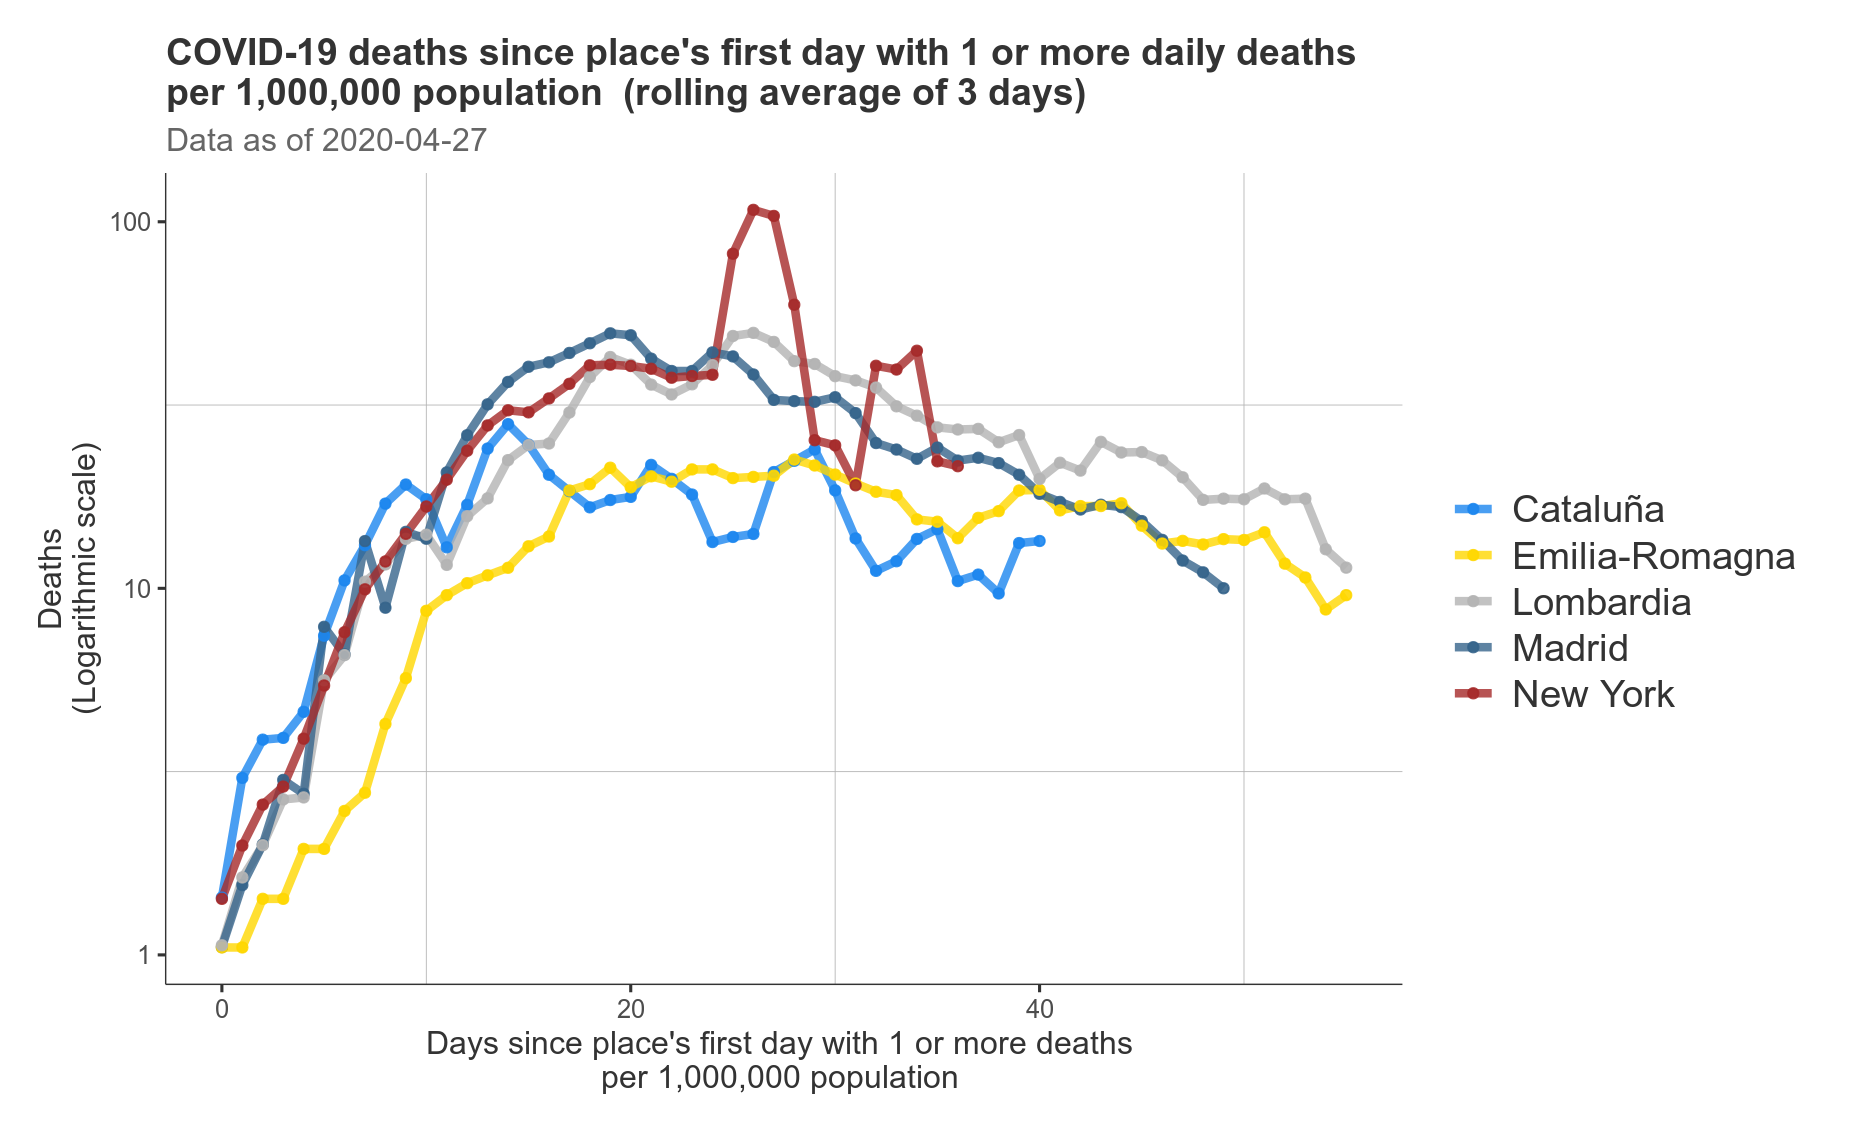 COVID-19 deaths since place's first day with 1 or more daily deaths
per 1,000,000 population  (rolling average of 3 days)
Data as of 2020-04-27
Deaths
(Logarithmic scale)
100
10
1
0
20
40
Days since place's first day with 1 or more deaths
per 1,000,000 population
Cataluña
Emilia-Romagna
Lombardia
Madrid
New York